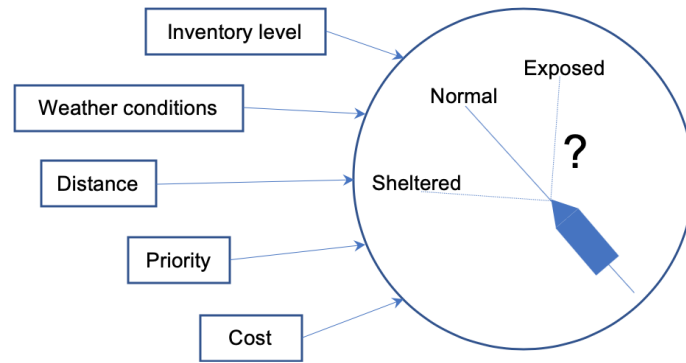 Inventory level
Weather conditions
Distance
Priority
Cost
Exposed
Normal
?
Sheltered